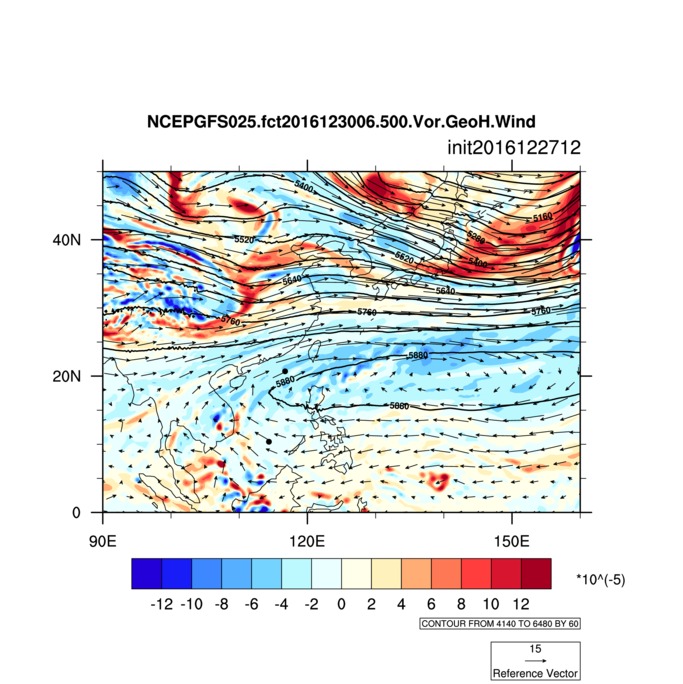 NCEPGFS025.fct2016123006.500.Vor.GeoH.Wind
init2016122712
5400
5160
40N
5520
5280
5520
5400
5640
5640
5760
5760
5760
5880
20N
5880
5880
0
90E 120E 150E
-12 -10 -8 -6 -4 -2 0 2 4 6 8 10 12
*10^(-5)
CONTOUR FROM 4140 TO 6480 BY 60
15
Reference Vector